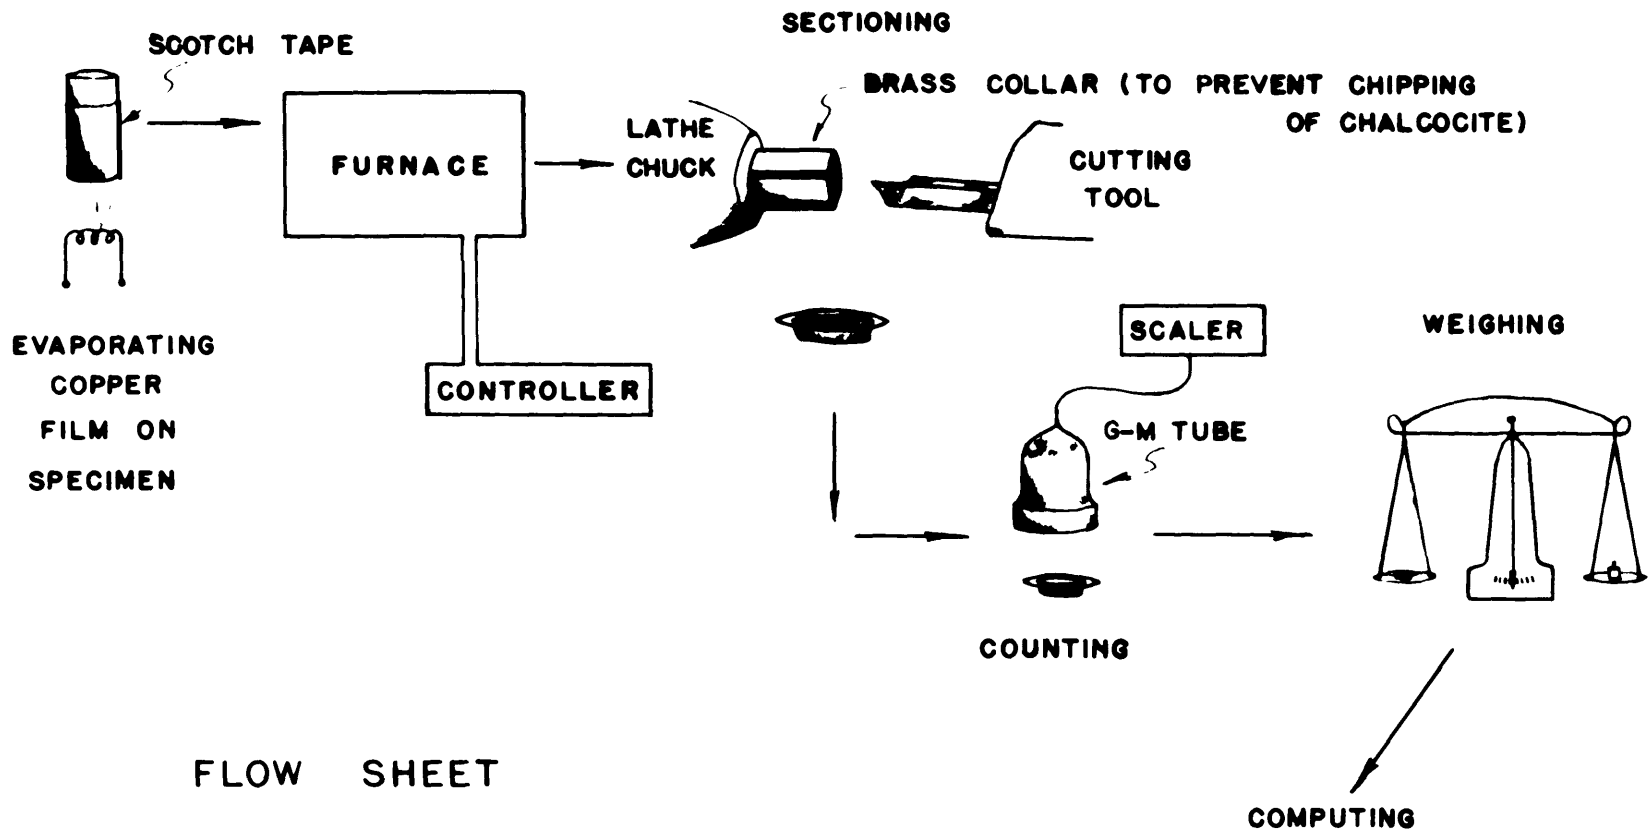 SECTIONING
SCOTCH TAPE
BRASS COLLAR (TO PREVENT CHIPPING
OF CHALCOCITE)
LATHE
CHUCK
FURNACE
CUTTING
TOOL
EVAPORATING
COPPER
FILM ON
SPECIMEN
CONTROLLER
SCALER
WEIGHING
G-M TUBE
COUNTING
FLOW SHEET
COMPUTING